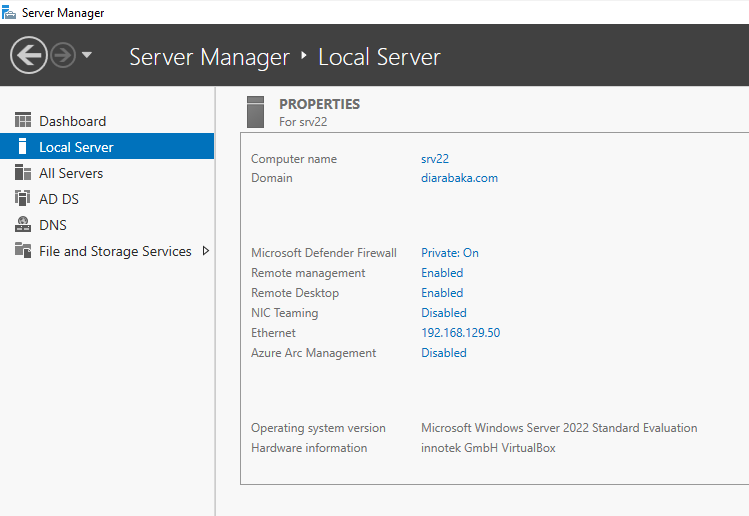 Server Manager
Server Manager ‣ Local Server
Dashboard
Local Server
All Servers
AD DS
DNS
File and Storage Services
PROPERTIES
For srv22
Computer name srv22
Domain diarabaka.com
Microsoft Defender Firewall Private: On
Remote management Enabled
Remote Desktop Enabled
NIC Teaming Disabled
Ethernet 192.168.129.50
Azure Arc Management Disabled
Operating system version Microsoft Windows Server 2022 Standard Evaluation
Hardware information innotek GmbH VirtualBox